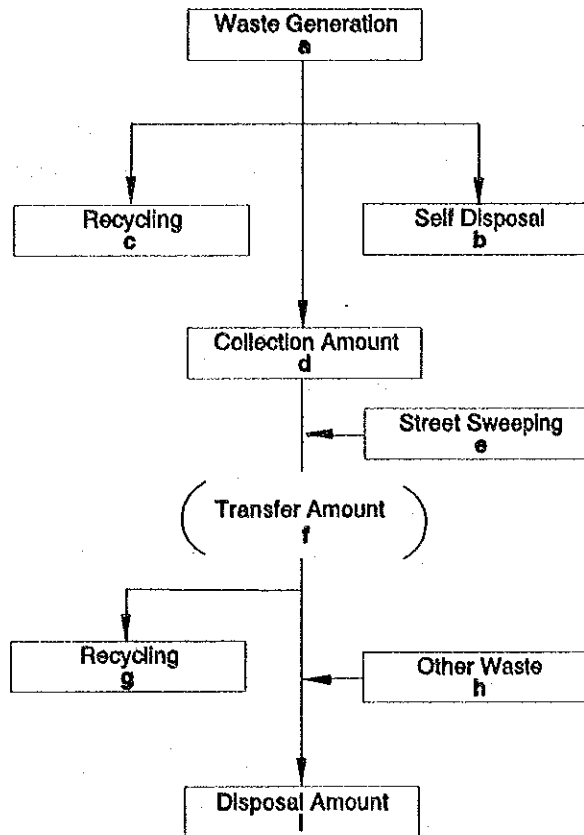 Waste Generation
a
Recycling
c
Self Disposal
b
Collection Amount
d
Street Sweeping
e
Transfer Amount
f
Recycling
g
Other Waste
h
Disposal Amount